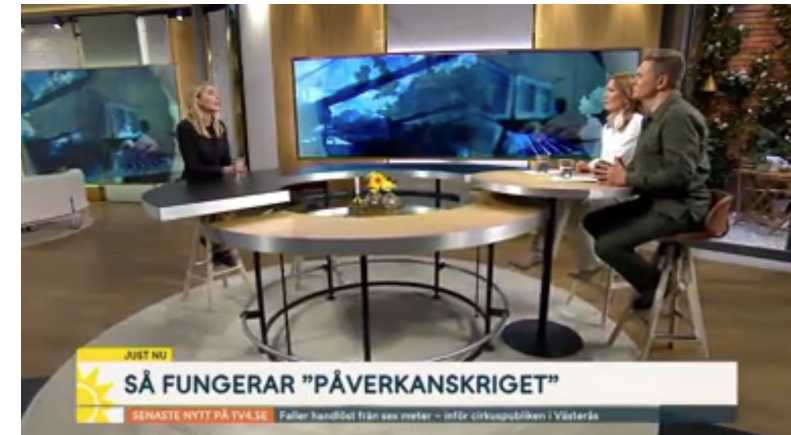 JUST NU
SÅ FUNGERAR ”PÅVERKANSKRIGET”
SENASTE NYTT PÅ TV4.SE Faller handlöst från sex meter – inför cirkuspubliken i Västerås